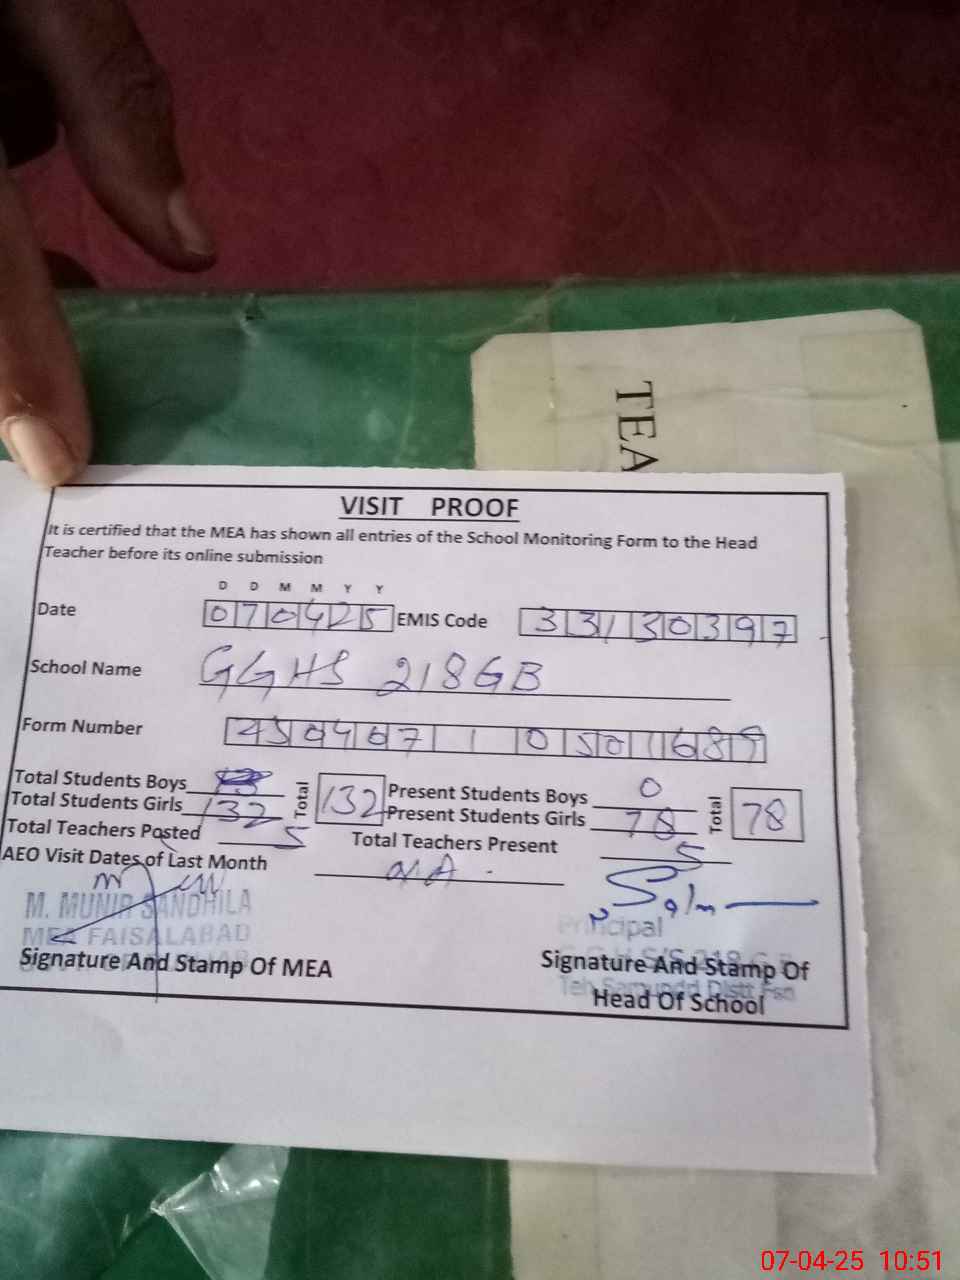 TEA
VISIT PROOF
It is certified that the MEA has shown all entries of the School Monitoring Form to the Head
Teacher before its online submission
D D M M Y Y
Date 070425 EMIS Code 33130397
School Name GGHS 218GB
Form Number
Total Students Boys Present Students Boys 0
Total Students Girls 132 Total 132 Present Students Girls 78 Total 78
Total Teachers Posted 5 Total Teachers Present 5
AEO Visit Dates of Last Month N/A
M. MUNIR SANDHILA
MEA FAISALABAD
Signature And Stamp Of MEA
Principal
Signature And Stamp Of
Head Of School
07-04-25 10:51